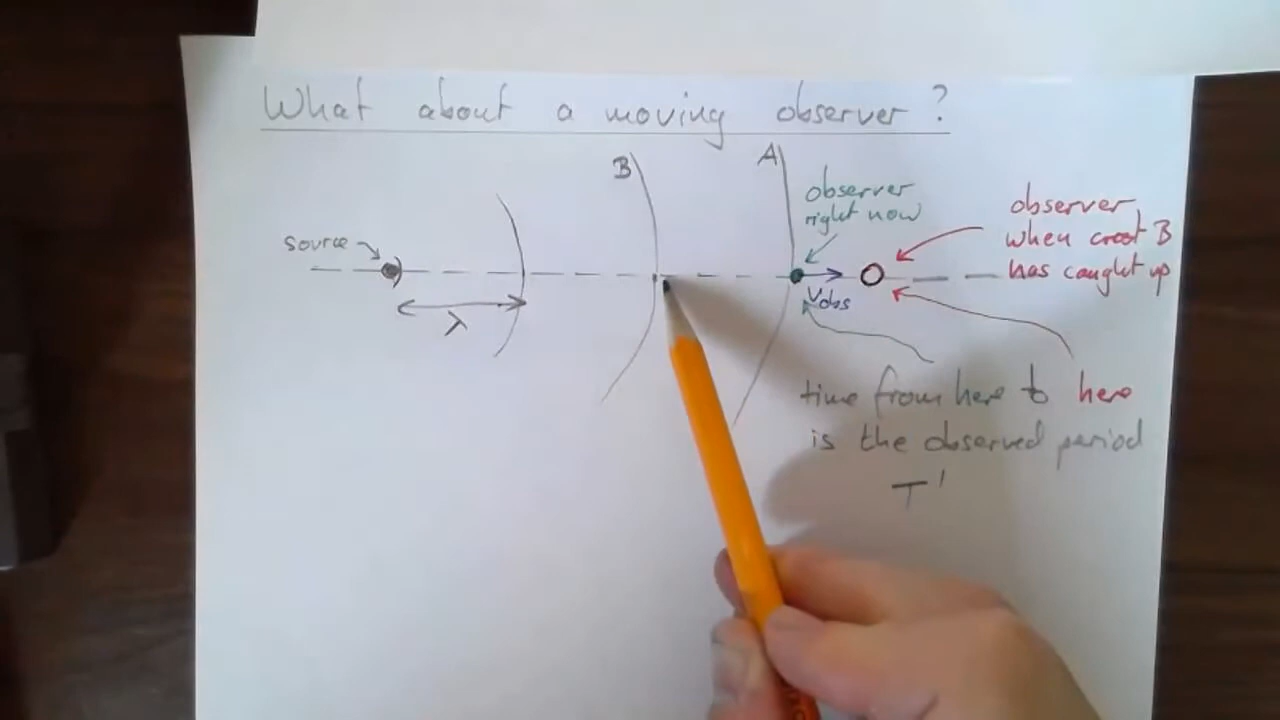 What about a moving observer?
B
A
observer
right now
observer
when crest B
has caught up
source
vobs
λ
time from here to here
is the observed period
T'